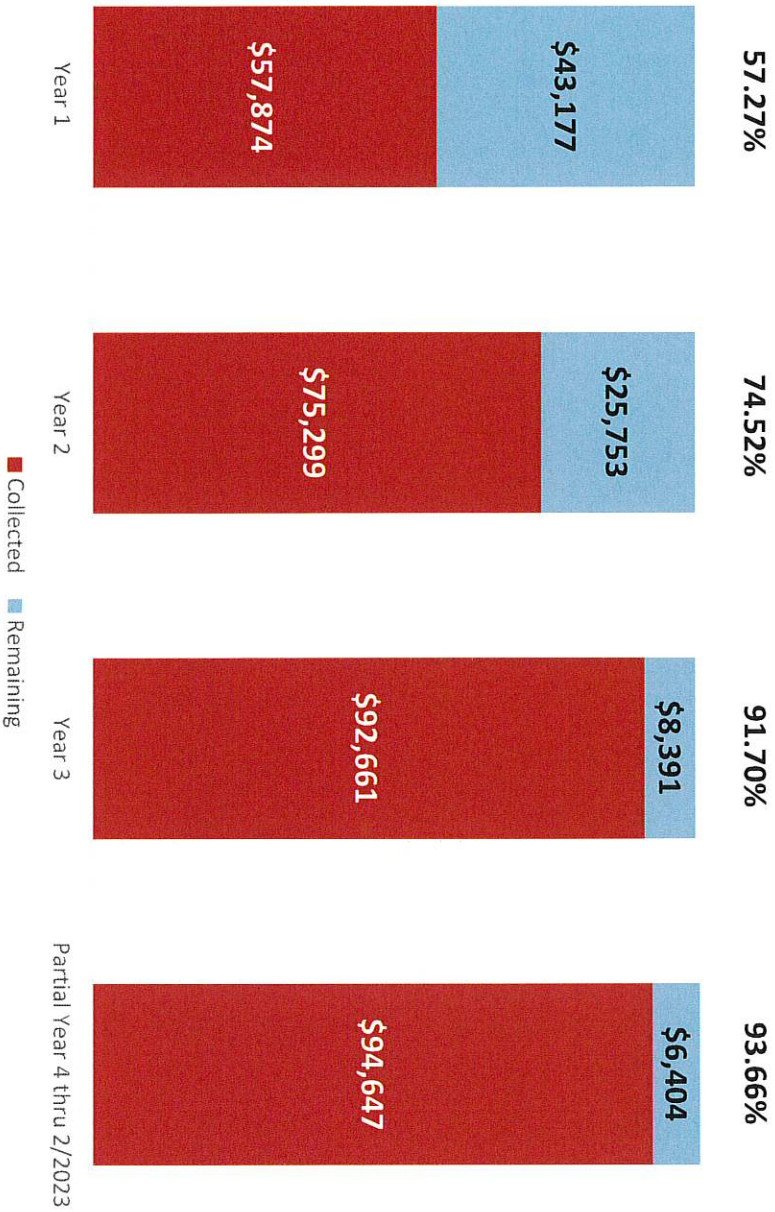 57.27% 74.52% 91.70% 93.66%
$43,177 $25,753 $8,391 $6,404
$57,874 $75,299 $92,661 $94,647
Year 1 Year 2 Year 3 Partial Year 4 thru 2/2023
Collected Remaining